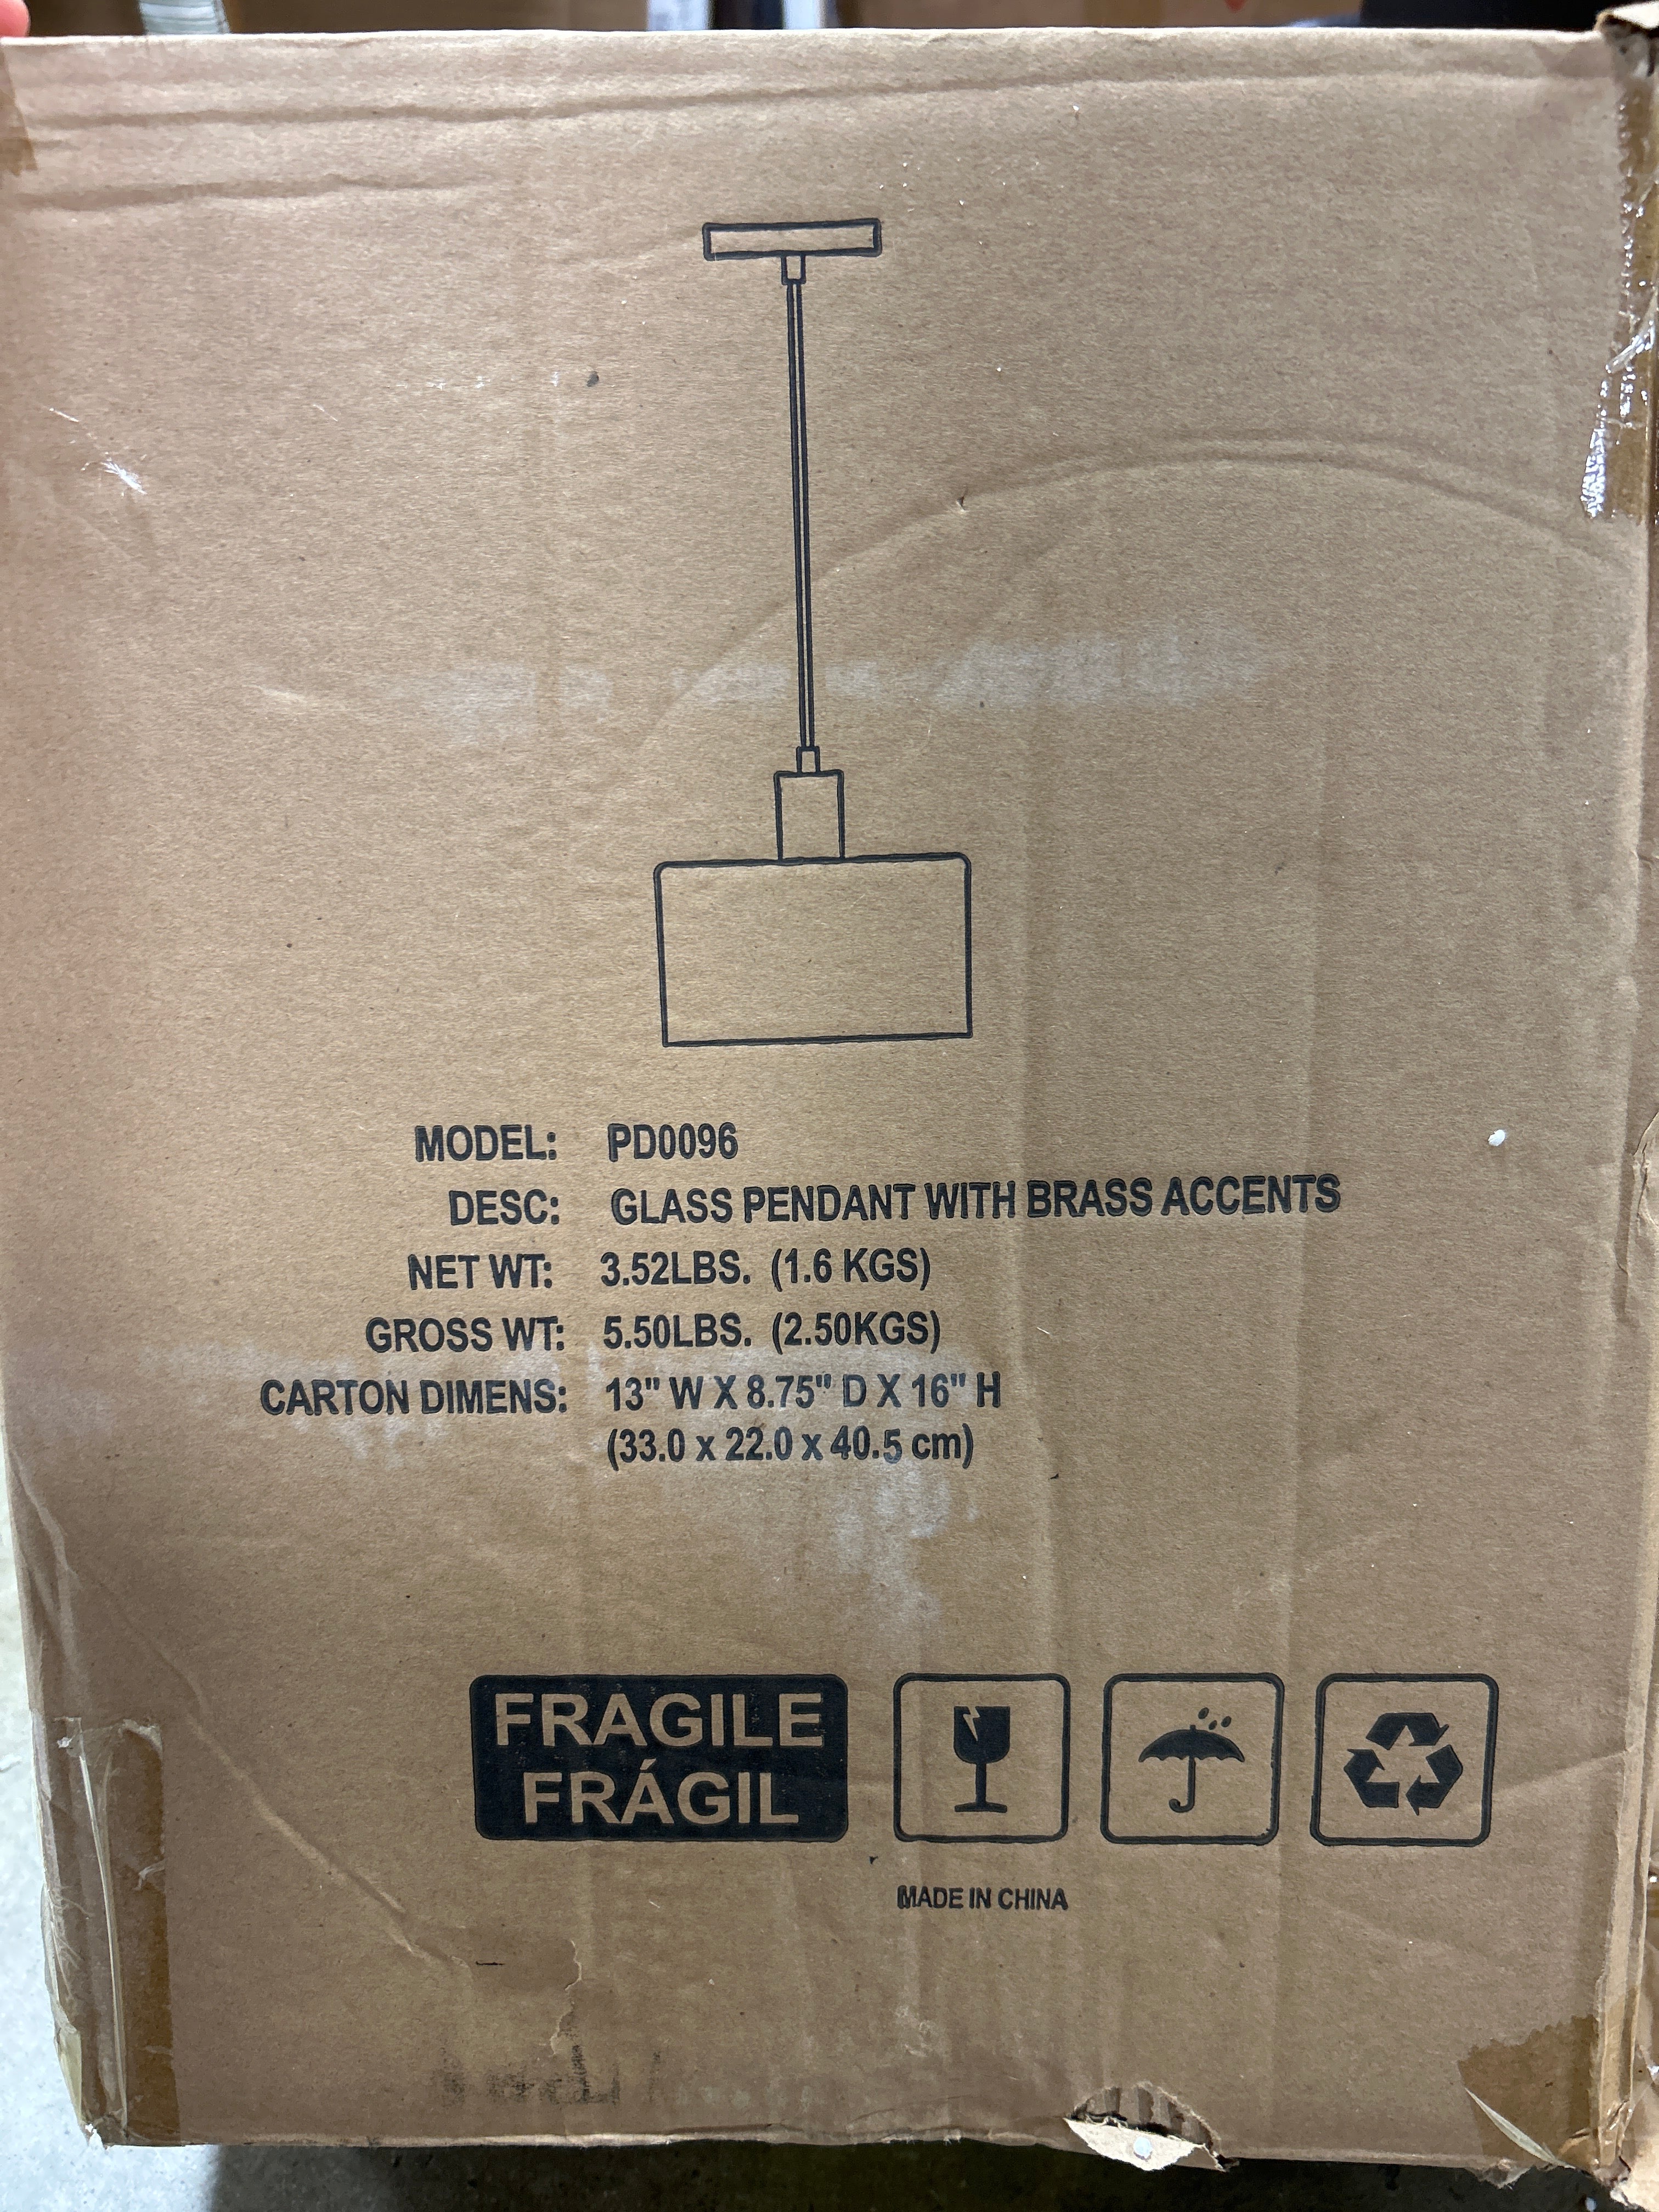 MODEL: PD0096
DESC: GLASS PENDANT WITH BRASS ACCENTS
NET WT: 3.52LBS. (1.6 KGS)
GROSS WT: 5.50LBS. (2.50KGS)
CARTON DIMENS: 13" W X 8.75" D X 16" H
(33.0 x 22.0 x 40.5 cm)
FRAGILE
FRÁGIL
MADE IN CHINA